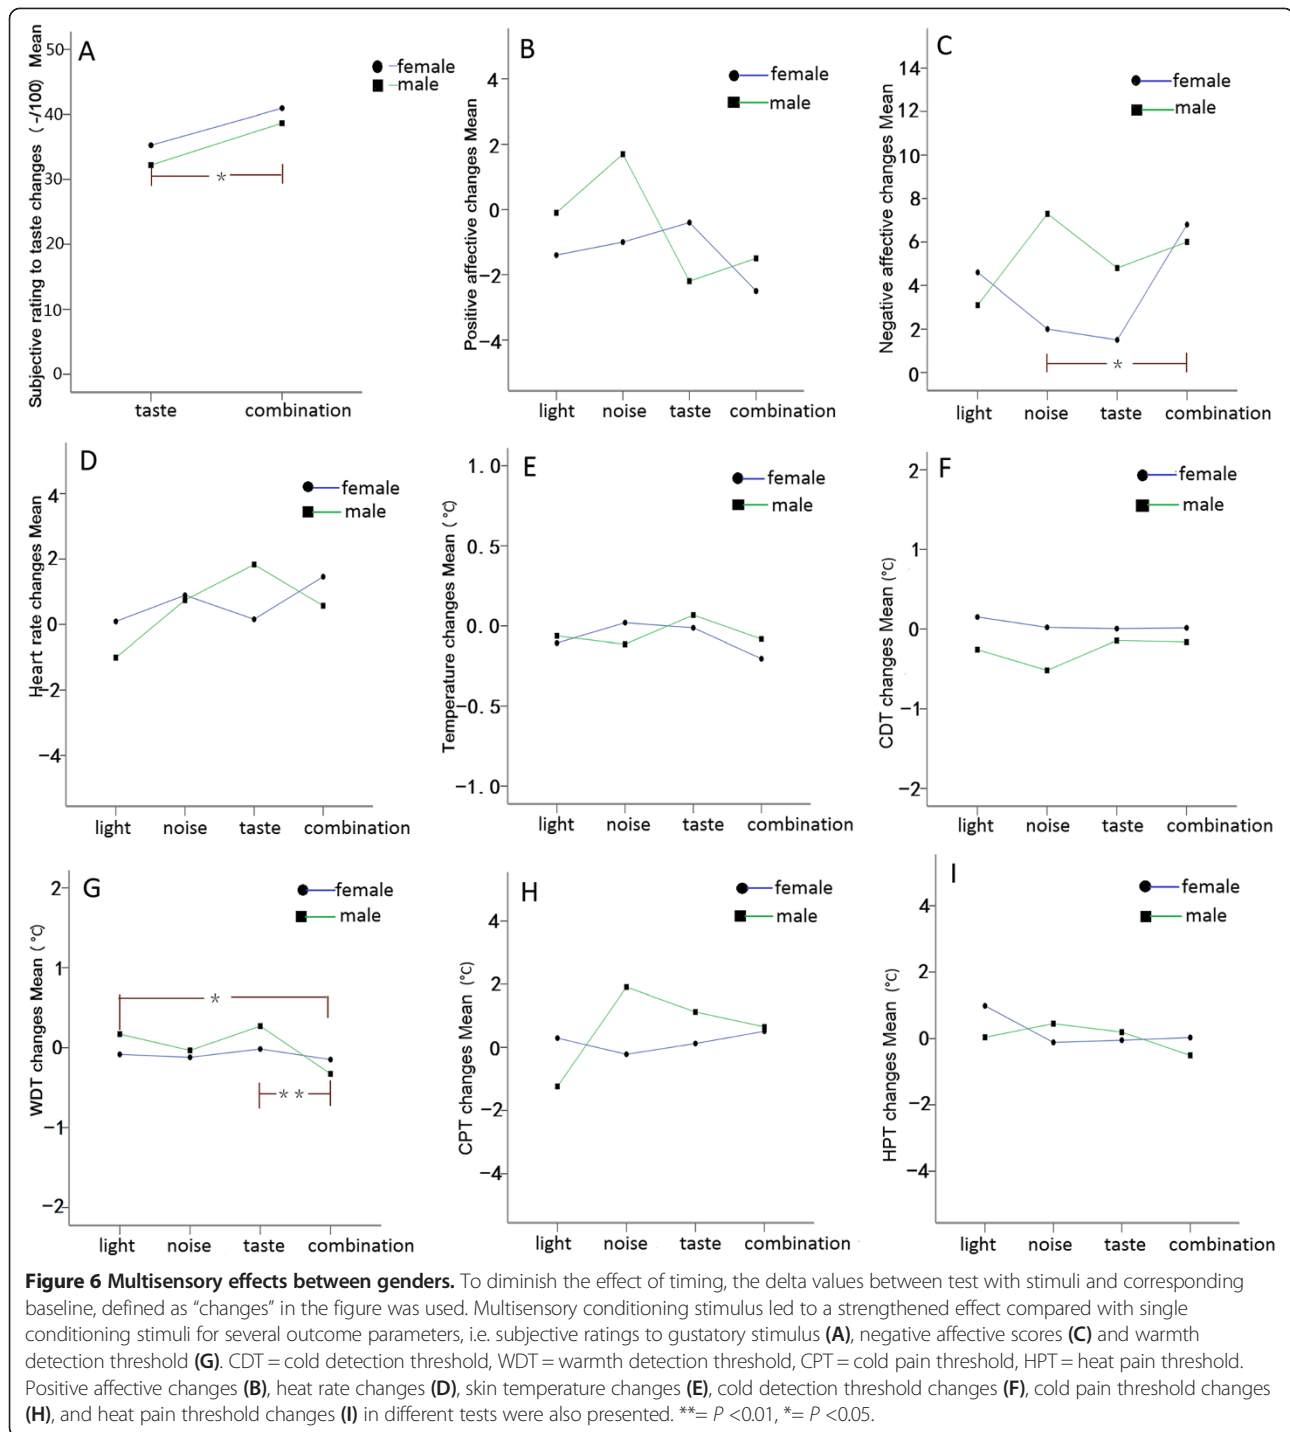 A
Subjective rating to taste changes ( -/100) Mean
50
40
30
20
10
0
female
male
*
taste
combination
B
Positive affective changes Mean
4
2
0
−2
−4
female
male
light
noise
taste
combination
C
Negative affective changes Mean
14
12
10
8
6
4
2
0
female
male
*
light
noise
taste
combination
D
Heart rate changes Mean
4
2
0
−2
−4
female
male
light
noise
taste
combination
E
Temperature changes Mean ( °C)
1. 0
0. 5
0. 0
−0. 5
−1. 0
female
male
light
noise
taste
combination
F
CDT changes Mean (°C)
2
1
0
−1
−2
female
male
light
noise
taste
combination
G
WDT changes Mean ( °C)
2
1
0
−1
−2
female
male
*
* *
light
noise
taste
combination
H
CPT changes Mean (°C)
4
2
0
−2
−4
female
male
light
noise
taste
combination
I
HPT changes Mean (°C)
4
2
0
−2
−4
female
male
light
noise
taste
combination
Figure 6 Multisensory effects between genders. To diminish the effect of timing, the delta values between test with stimuli and corresponding
baseline, defined as “changes” in the figure was used. Multisensory conditioning stimulus led to a strengthened effect compared with single
conditioning stimuli for several outcome parameters, i.e. subjective ratings to gustatory stimulus (A), negative affective scores (C) and warmth
detection threshold (G). CDT = cold detection threshold, WDT = warmth detection threshold, CPT = cold pain threshold, HPT = heat pain threshold.
Positive affective changes (B), heat rate changes (D), skin temperature changes (E), cold detection threshold changes (F), cold pain threshold changes
(H), and heat pain threshold changes (I) in different tests were also presented. **= P <0.01, *= P <0.05.